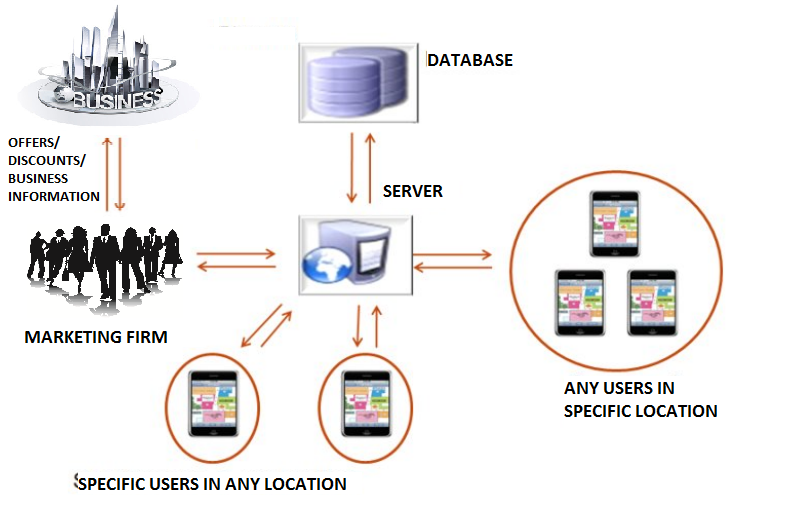 BUSINESS
DATABASE
OFFERS/
DISCOUNTS/
BUSINESS
INFORMATION
SERVER
MARKETING FIRM
ANY USERS IN
SPECIFIC LOCATION
SPECIFIC USERS IN ANY LOCATION